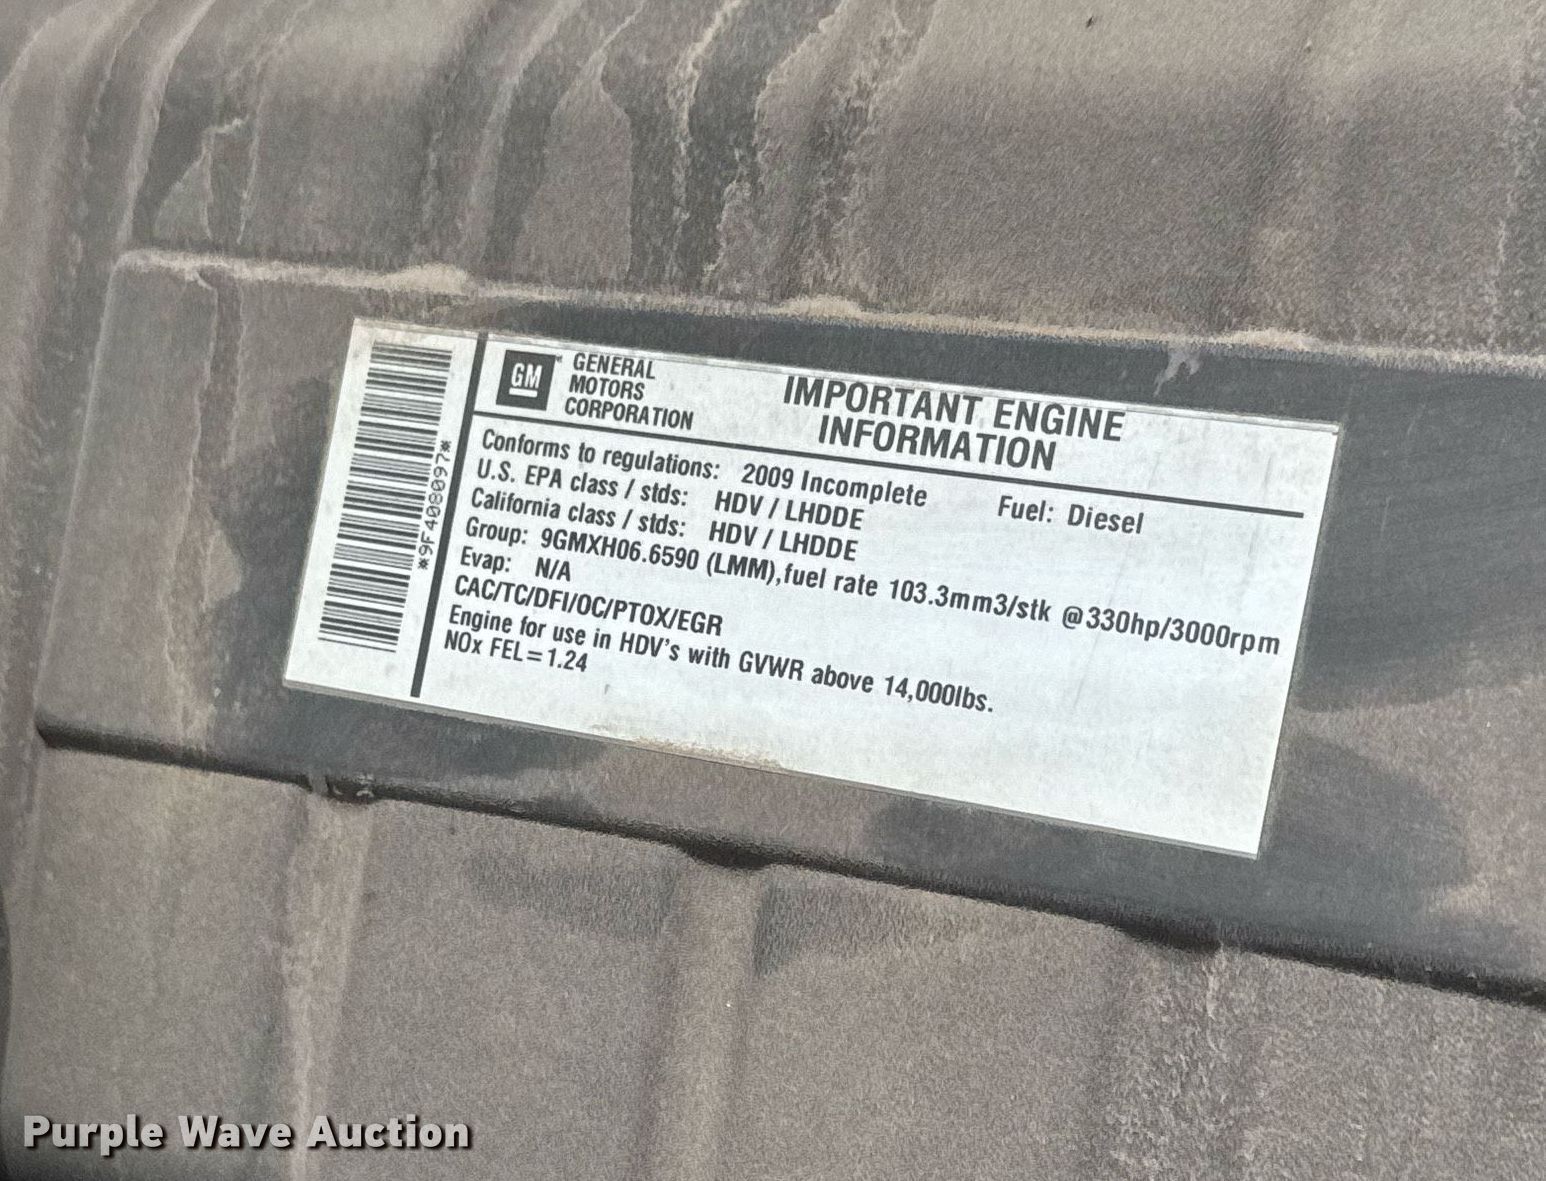 GM
GENERAL
MOTORS
CORPORATION
IMPORTANT ENGINE
INFORMATION
Conforms to regulations: 2009 Incomplete Fuel: Diesel
U.S. EPA class / stds: HDV / LHDDE
California class / stds: HDV / LHDDE
Group: 9GMXH06.6590 (LMM),fuel rate 103.3mm3/stk @330hp/3000rpm
Evap: N/A
CAC/TC/DFI/OC/PTOX/EGR
Engine for use in HDV's with GVWR above 14,000lbs.
NOx FEL=1.24
*9F408097*
Purple Wave Auction